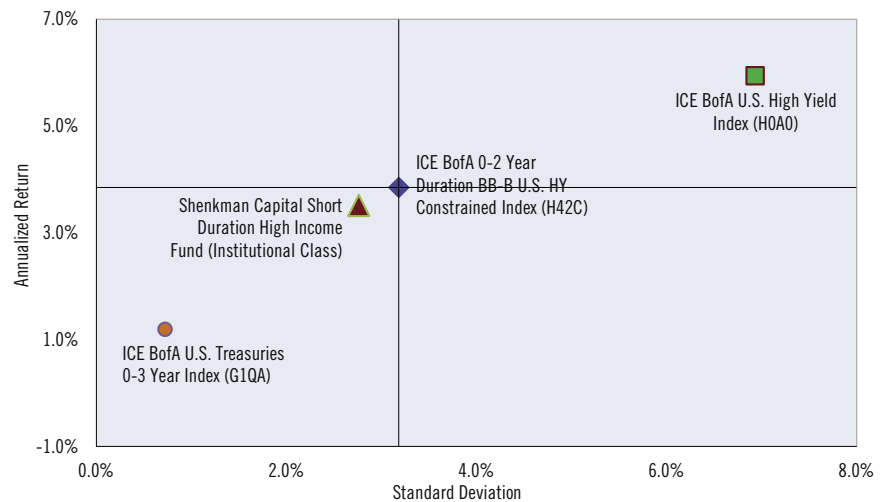 7.0%
ICE BofA U.S. High Yield
Index (H0A0)
5.0%
ICE BofA 0-2 Year
Duration BB-B U.S. HY
Constrained Index (H42C)
Shenkman Capital Short
Duration High Income
Fund (Institutional Class)
3.0%
Annualized Return
1.0%
ICE BofA U.S. Treasuries
0-3 Year Index (G1QA)
-1.0%
0.0%
2.0%
4.0%
6.0%
8.0%
Standard Deviation